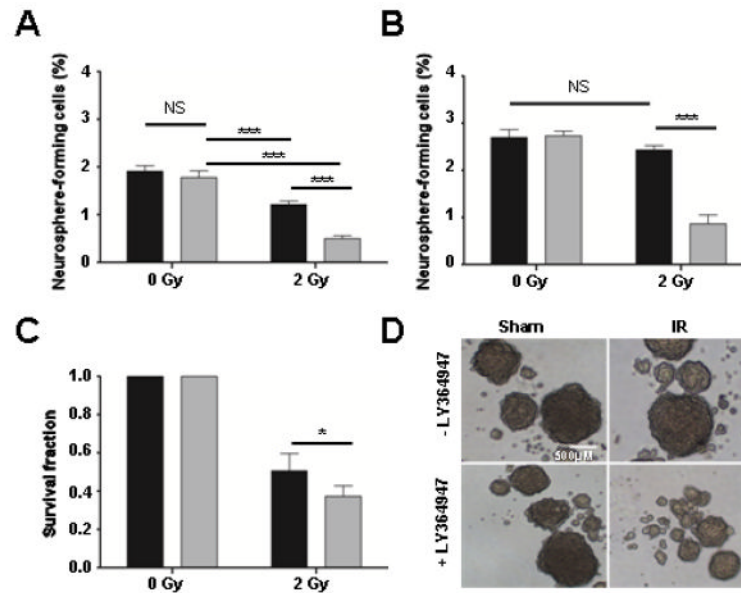 A
B
Neurosphere-forming cells (%)
4
3
2
1
0
NS
***
***
***
0 Gy
2 Gy
Neurosphere-forming cells (%)
4
3
2
1
0
NS
***
0 Gy
2 Gy
C
D
Survival fraction
1.0
0.8
0.6
0.4
0.2
0.0
*
0 Gy
2 Gy
Sham
IR
- LY364947
500µM
+ LY364947